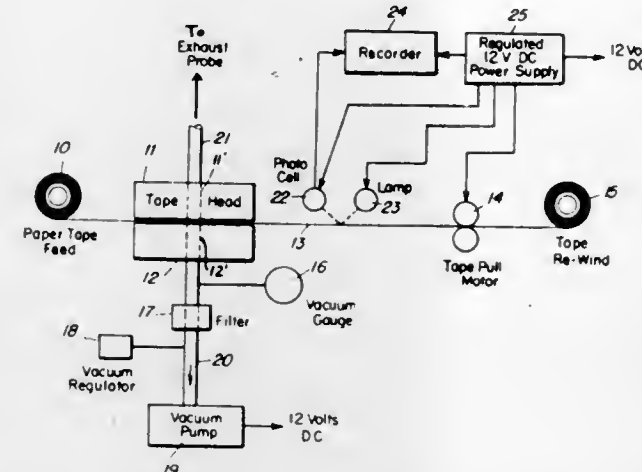 24
25
To
Exhaust
Probe
Recorder
Regulated
12 V DC
Power Supply
12 Vol
DC
21
10
11
11'
Photo
Cell
Lamp
22
23
14
15
Tape Head
Paper Tape
Feed
13
12
12'
16
Tape Pull
Motor
Tape
Re-Wind
17
Filter
Vacuum
Gauge
18
Vacuum
Regulator
20
Vacuum
Pump
12 Volts
D C
19